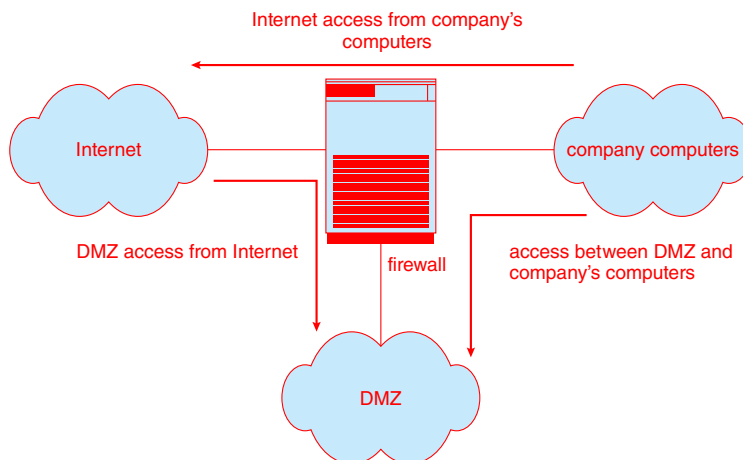 Internet access from company's
computers
Internet
company computers
DMZ access from Internet
firewall
access between DMZ and
company's computers
DMZ